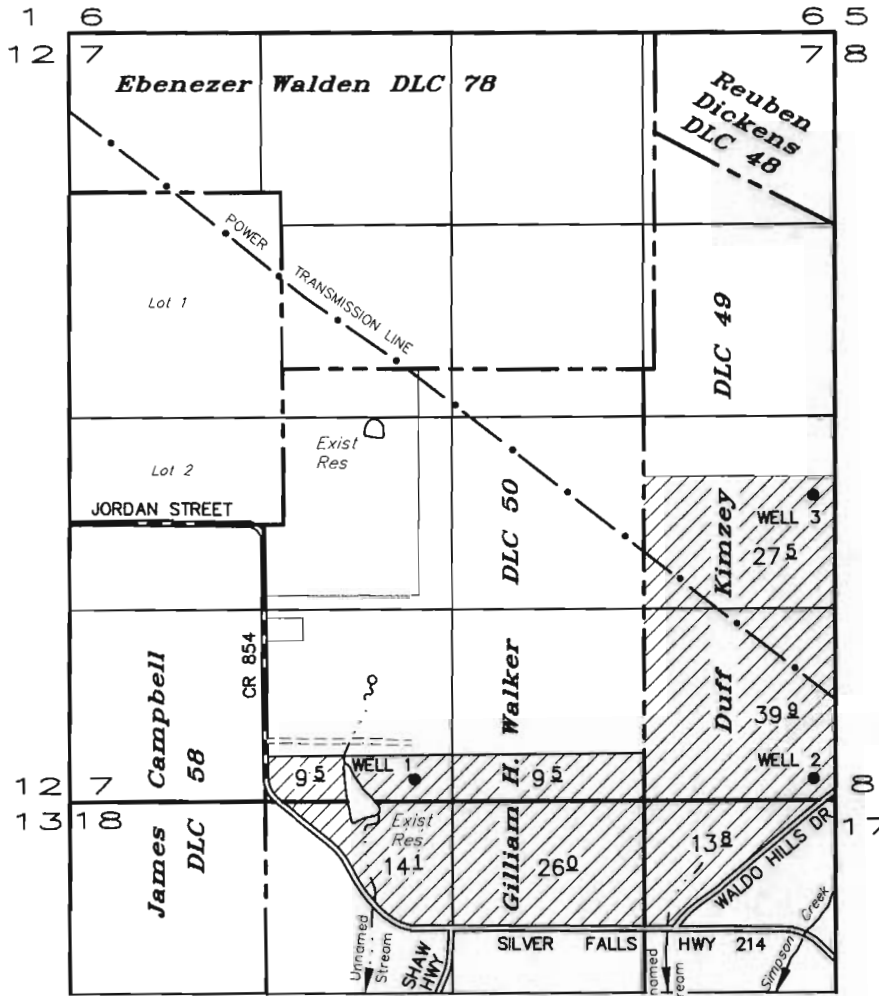 1 6
6 5
12 7
7 8
Ebenezer Walden DLC 78
Reuben
Dickens
DLC 48
POWER TRANSMISSION LINE
Lot 1
DLC 49
Lot 2
Exist
Res
JORDAN STREET
DLC 50
Kimzey
WELL 3
27 5
CR 854
James Campbell
DLC 58
Gilliam H. Walker
Duff
39 9
WELL 2
9 5
WELL 1
9 5
12 7
8
13 18
17
Exist
Res
14 1
26 0
13 8
WALDO HILLS DR
Unnamed
Stream
SHAW
HWY
SILVER FALLS HWY 214
named
ream
Simpson Creek